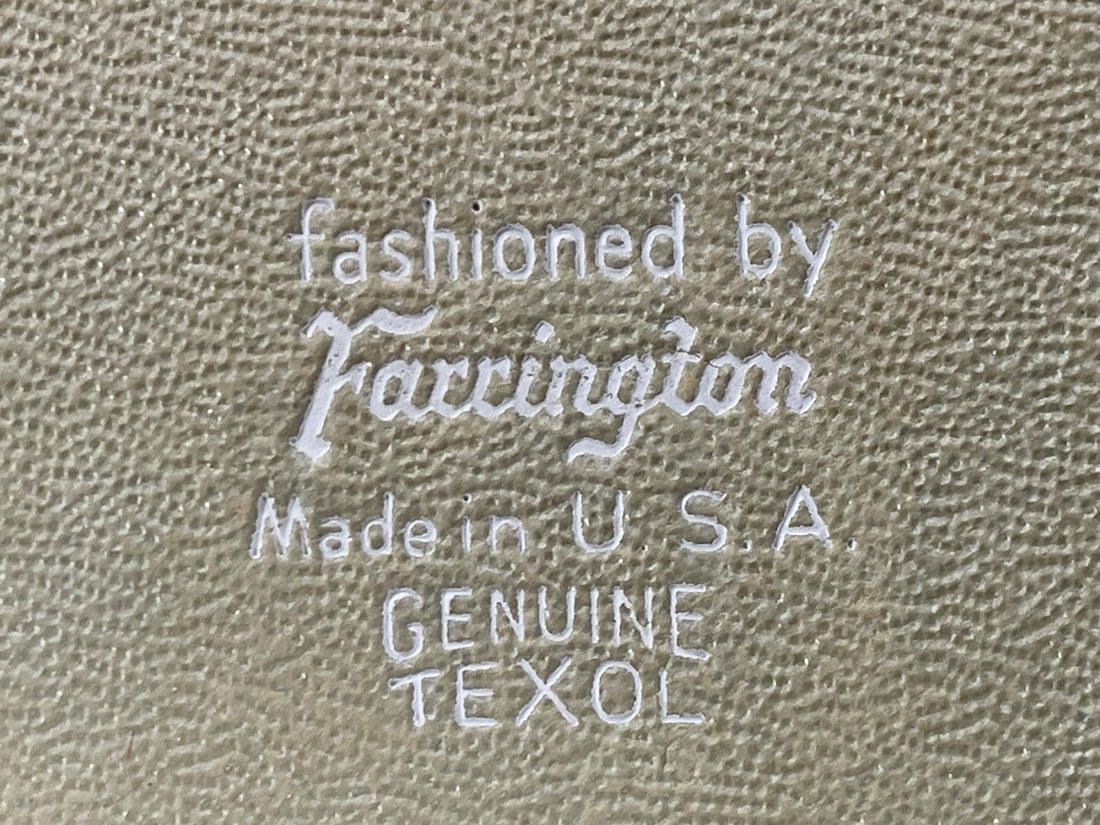 fashioned by
Farrington
Made in U S.A.
GENUINE
TEXOL